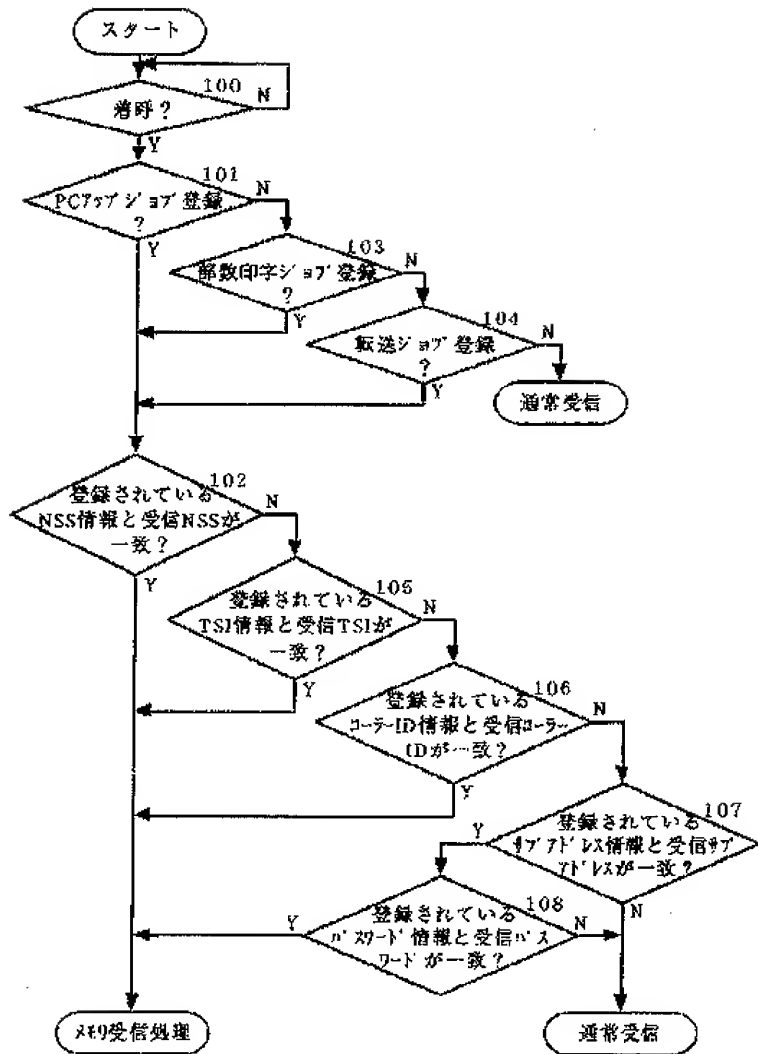 スタート
100
N
着呼?
Y
101
N
PCアップジョブ登録
?
Y
103
N
部数印字ジョブ登録
?
Y
104
N
転送ジョブ登録
?
Y
通常受信
102
N
登録されている
NSS情報と受信NSSが
一致?
Y
105
N
登録されている
TSI情報と受信TSIが
一致?
Y
106
N
登録されている
コーラーID情報と受信コーラー
IDが一致?
Y
107
Y
登録されている
サブアドレス情報と受信サブ
アドレスが一致?
N
108
Y
N
登録されている
パスワード情報と受信パス
ワードが一致?
メモリ受信処理
通常受信